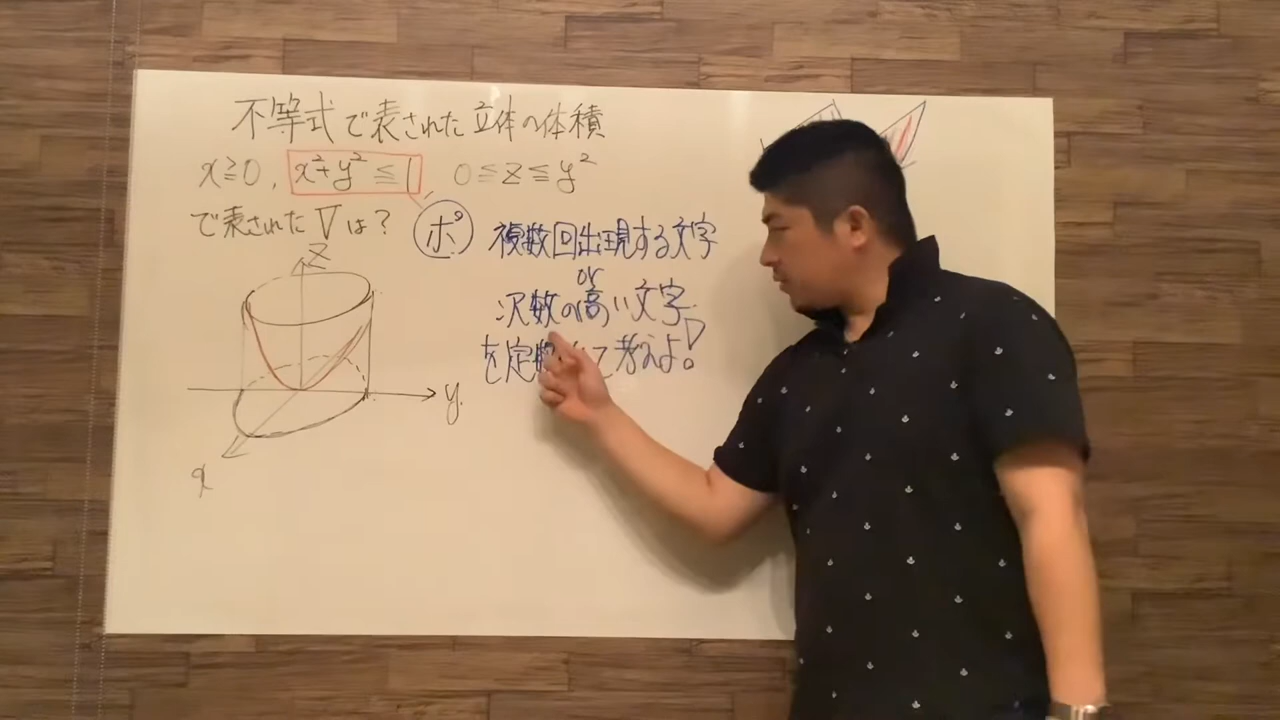 不等式で表された立体の体積
x≧0, x²+y²≦1 0≦z≦y²
で表された V は?
ポ 複数回出現する文字
or
次数の高い文字
を定数 て考えよ!
z
y
x